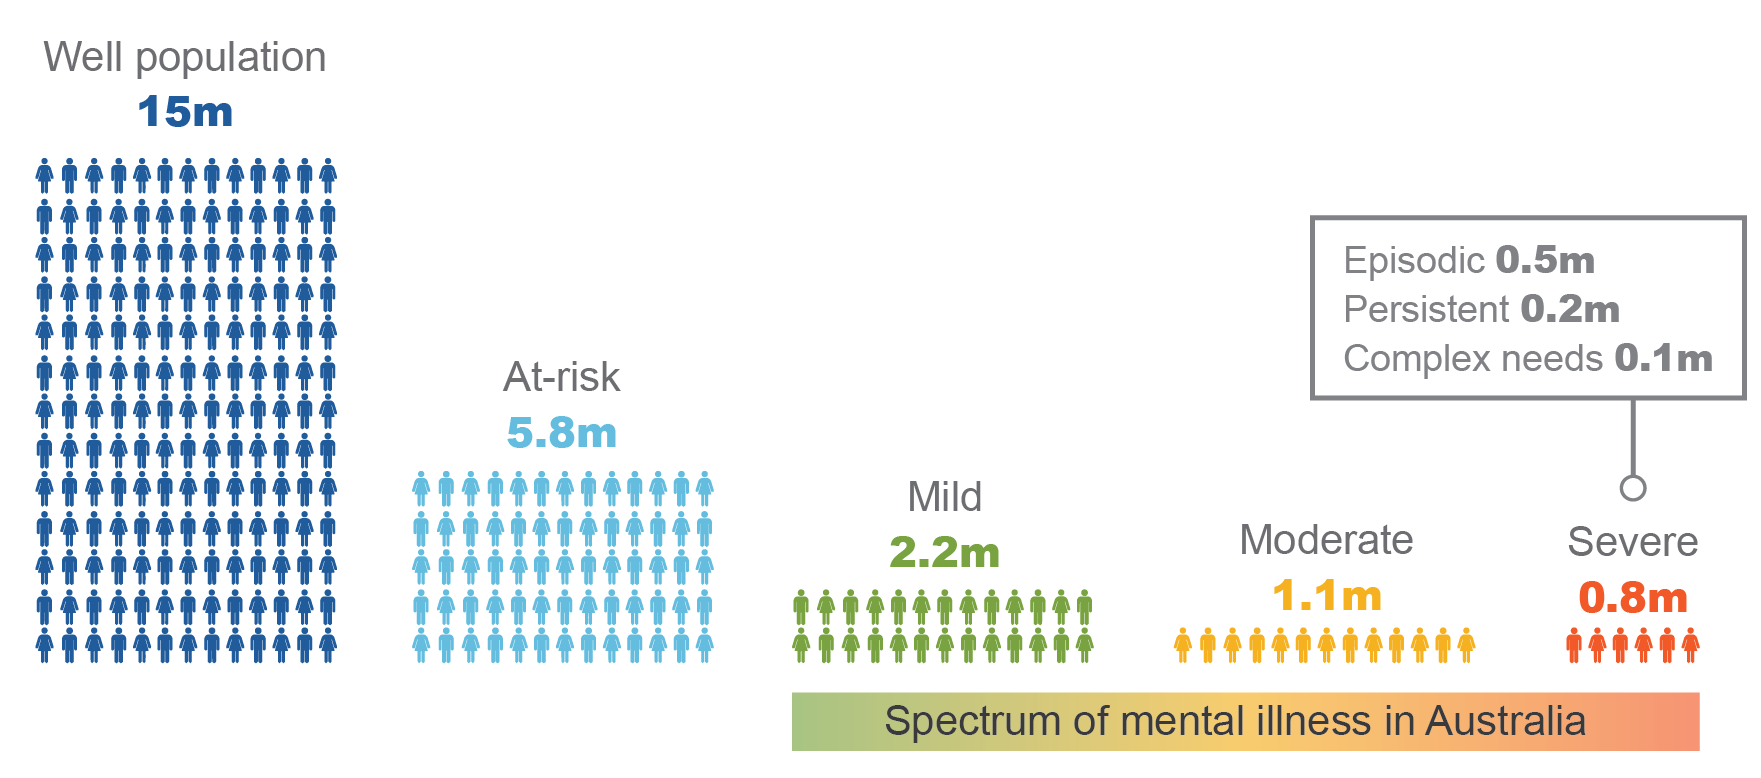 Well population
15m
At-risk
5.8m
Mild
2.2m
Moderate
1.1m
Severe
0.8m
Episodic 0.5m
Persistent 0.2m
Complex needs 0.1m
Spectrum of mental illness in Australia